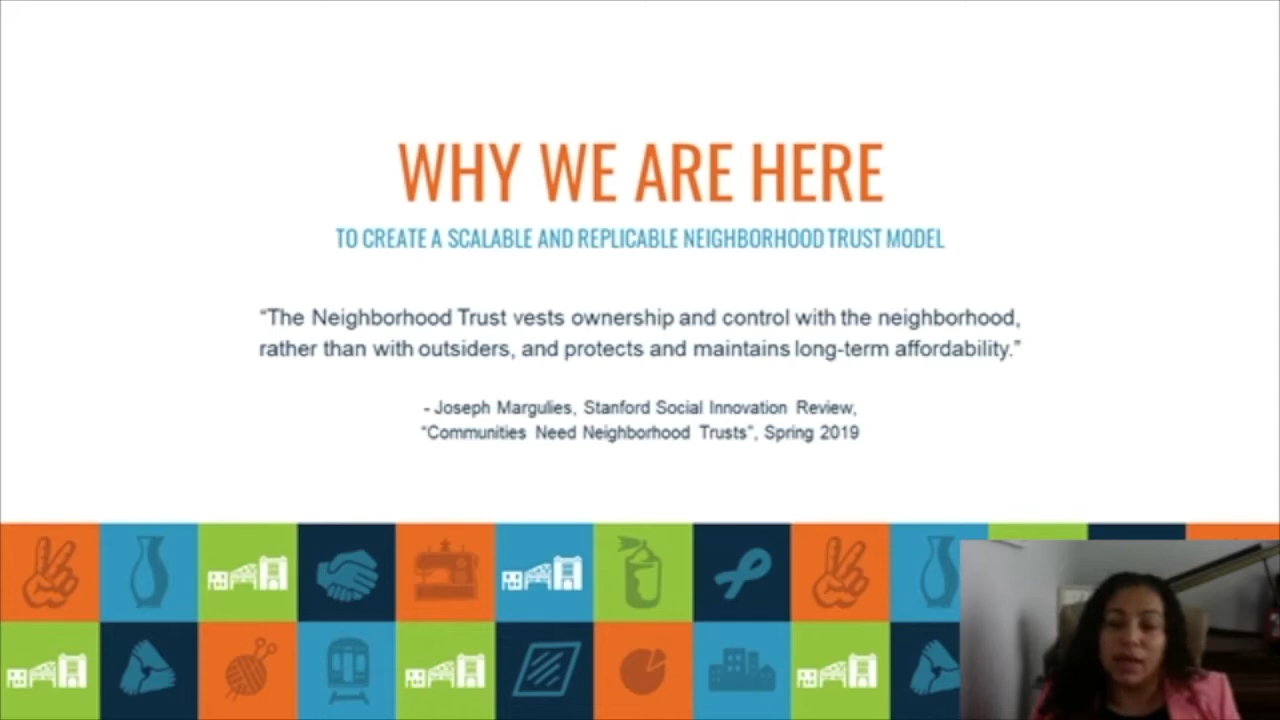 WHY WE ARE HERE
TO CREATE A SCALABLE AND REPLICABLE NEIGHBORHOOD TRUST MODEL
“The Neighborhood Trust vests ownership and control with the neighborhood,
rather than with outsiders, and protects and maintains long-term affordability.”
- Joseph Margulies, Stanford Social Innovation Review,
“Communities Need Neighborhood Trusts”, Spring 2019